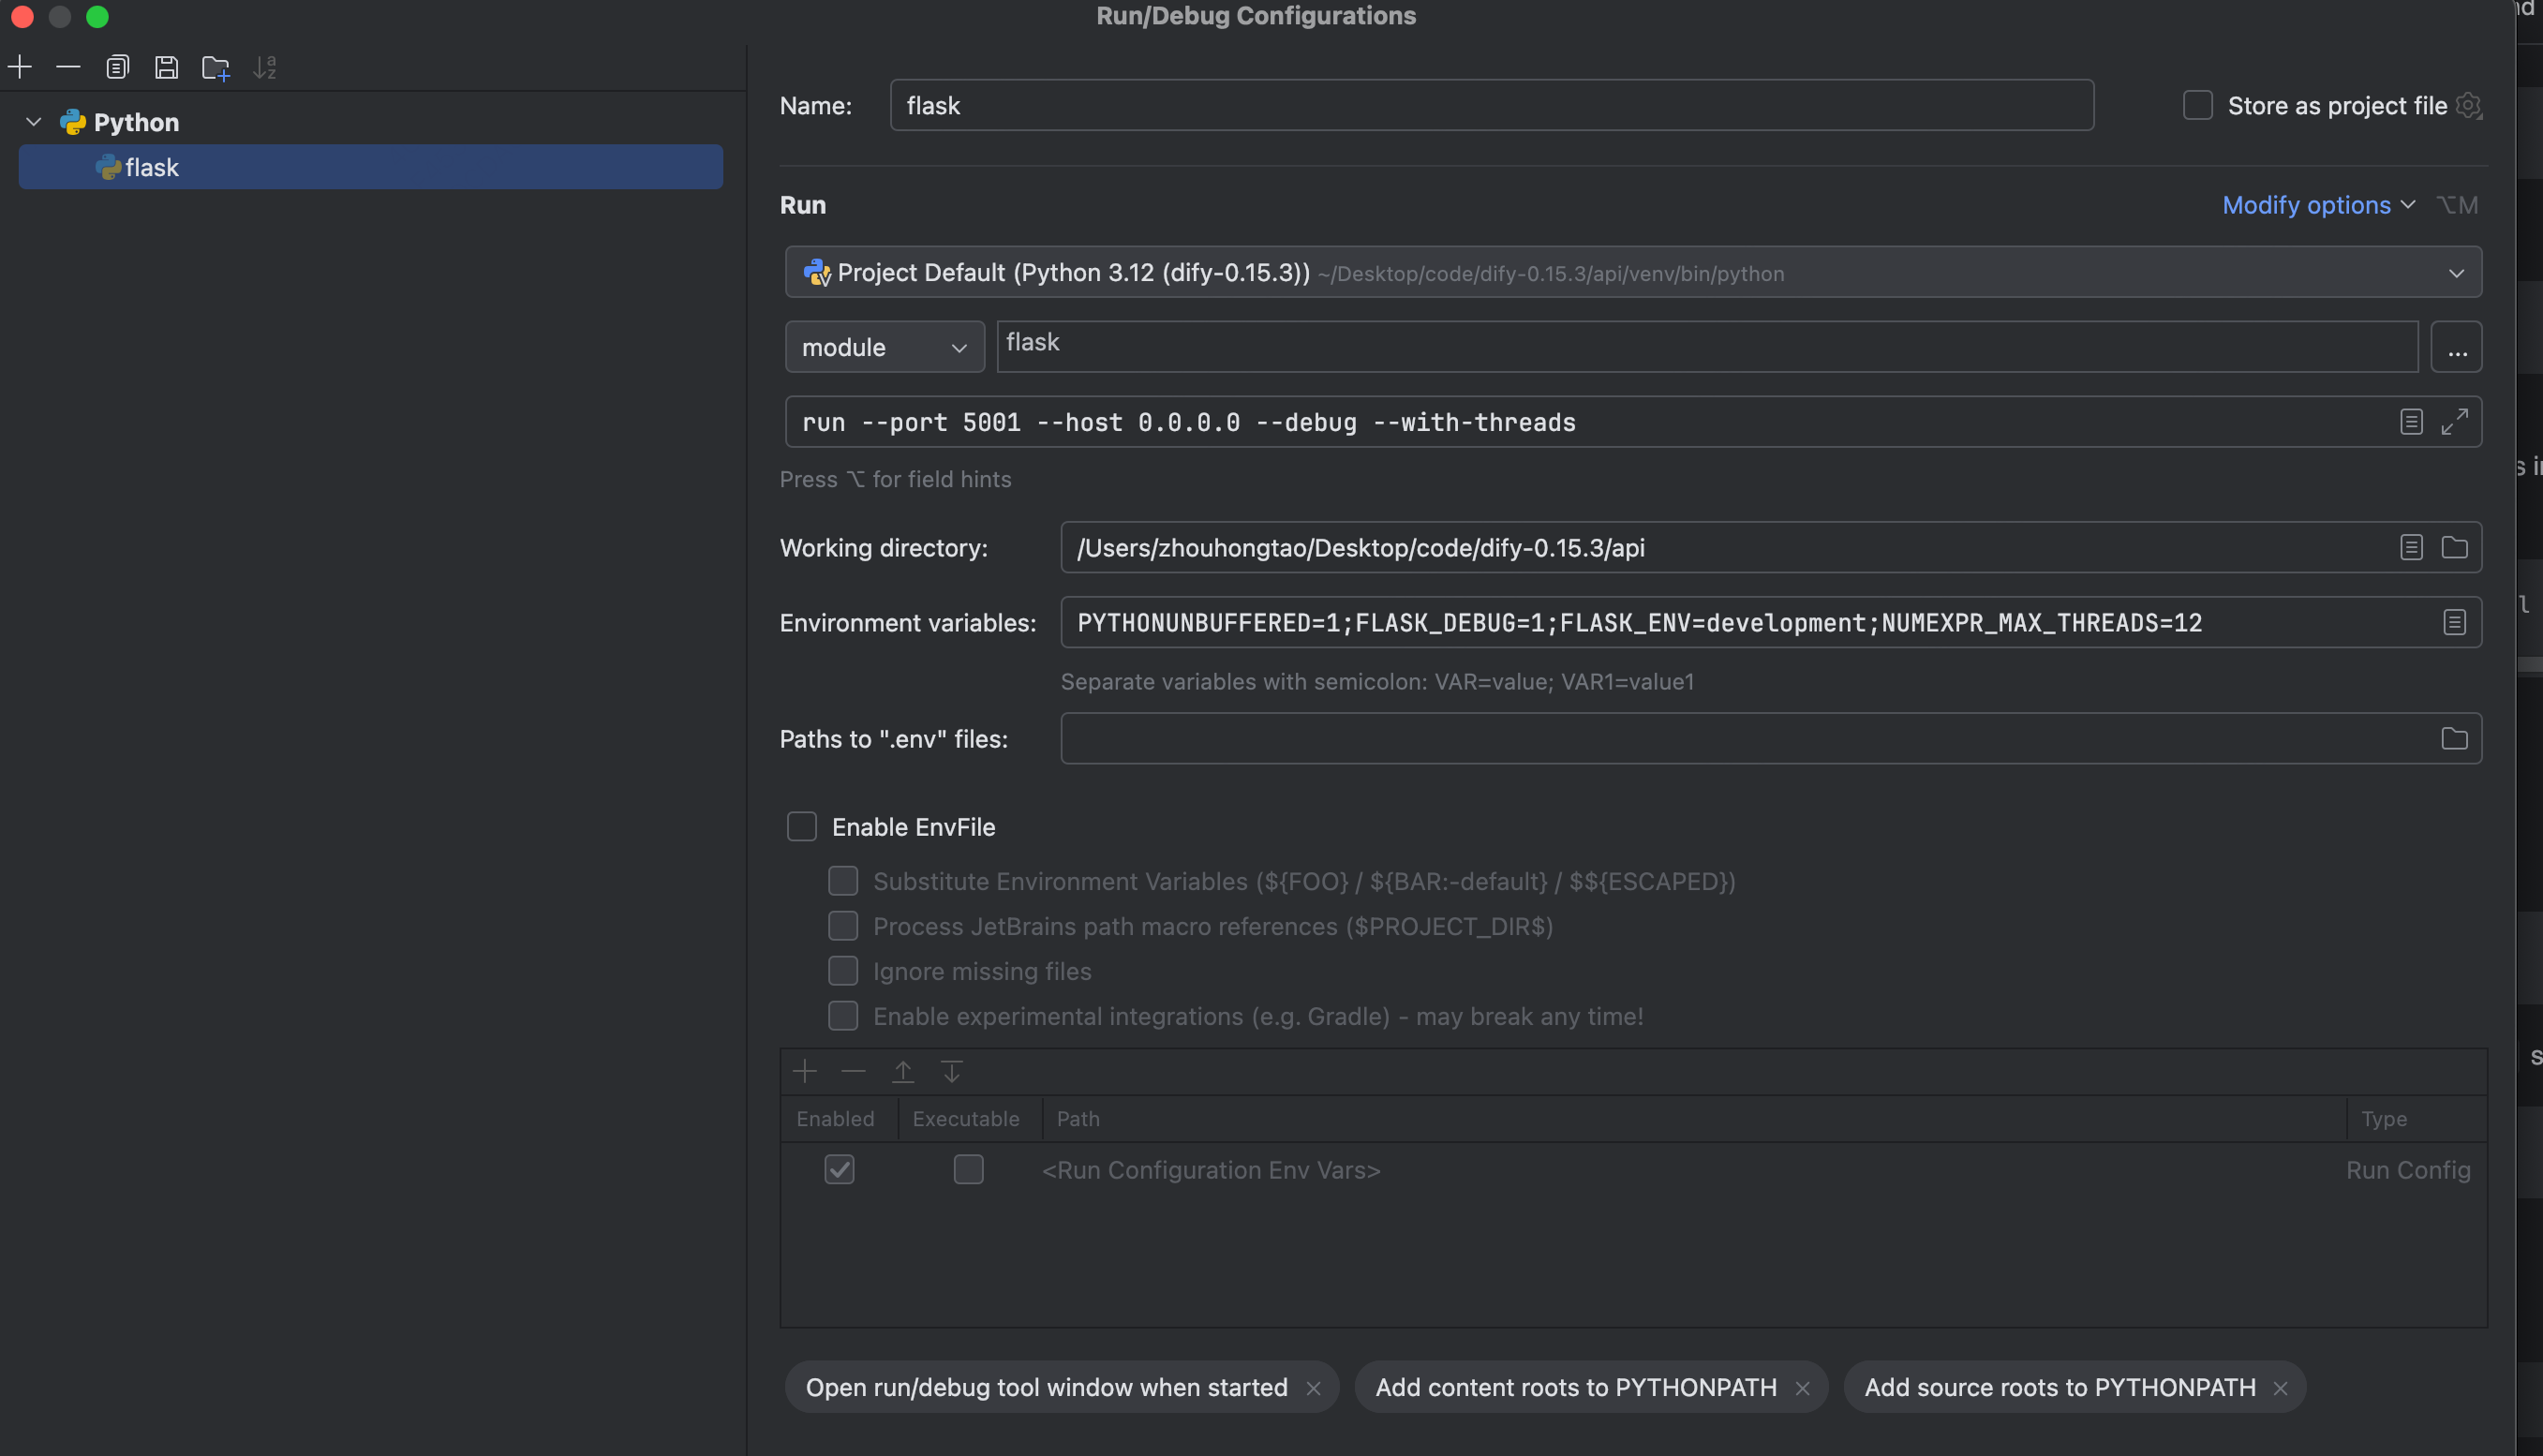 Run/Debug Configurations
Python
flask
Name:
flask
Store as project file
Run
Modify options
⌥M
Project Default (Python 3.12 (dify-0.15.3)) ~/Desktop/code/dify-0.15.3/api/venv/bin/python
module
flask
...
run --port 5001 --host 0.0.0.0 --debug --with-threads
Press ⌥ for field hints
Working directory:
/Users/zhouhongtao/Desktop/code/dify-0.15.3/api
Environment variables:
PYTHONUNBUFFERED=1;FLASK_DEBUG=1;FLASK_ENV=development;NUMEXPR_MAX_THREADS=12
Separate variables with semicolon: VAR=value; VAR1=value1
Paths to ".env" files:
Enable EnvFile
Substitute Environment Variables (${FOO} / ${BAR:-default} / $${ESCAPED})
Process JetBrains path macro references ($PROJECT_DIR$)
Ignore missing files
Enable experimental integrations (e.g. Gradle) - may break any time!
Enabled
Executable
Path
Type
<Run Configuration Env Vars>
Run Config
Open run/debug tool window when started
Add content roots to PYTHONPATH
Add source roots to PYTHONPATH